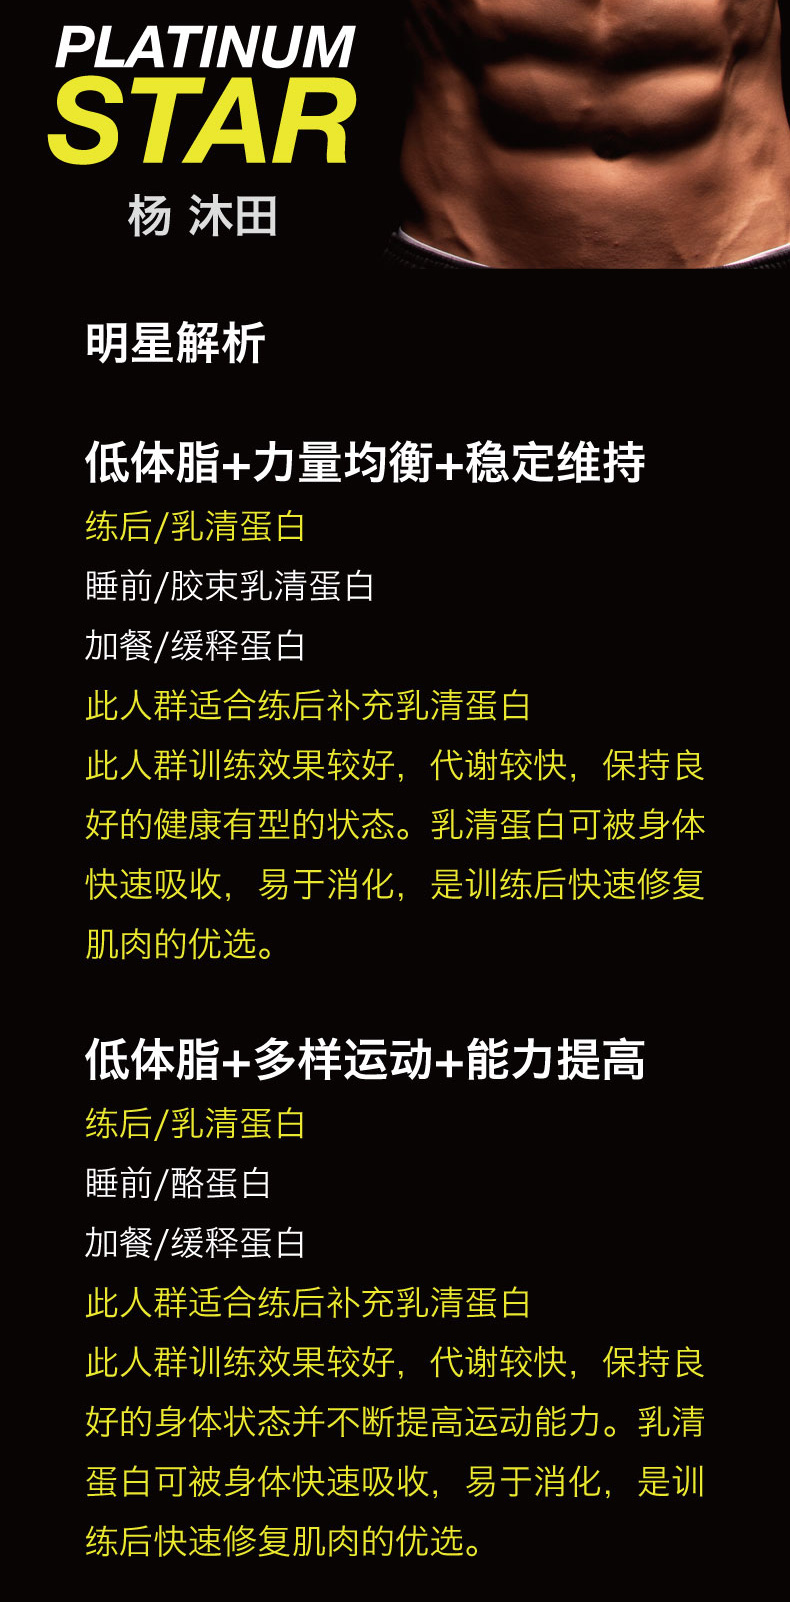 PLATINUM
STAR
杨 沐田
明星解析
低体脂+力量均衡+稳定维持
练后/乳清蛋白
睡前/胶束乳清蛋白
加餐/缓释蛋白
此人群适合练后补充乳清蛋白
此人群训练效果较好，代谢较快，保持良
好的健康有型的状态。乳清蛋白可被身体
快速吸收，易于消化，是训练后快速修复
肌肉的优选。
低体脂+多样运动+能力提高
练后/乳清蛋白
睡前/酪蛋白
加餐/缓释蛋白
此人群适合练后补充乳清蛋白
此人群训练效果较好，代谢较快，保持良
好的身体状态并不断提高运动能力。乳清
蛋白可被身体快速吸收，易于消化，是训
练后快速修复肌肉的优选。